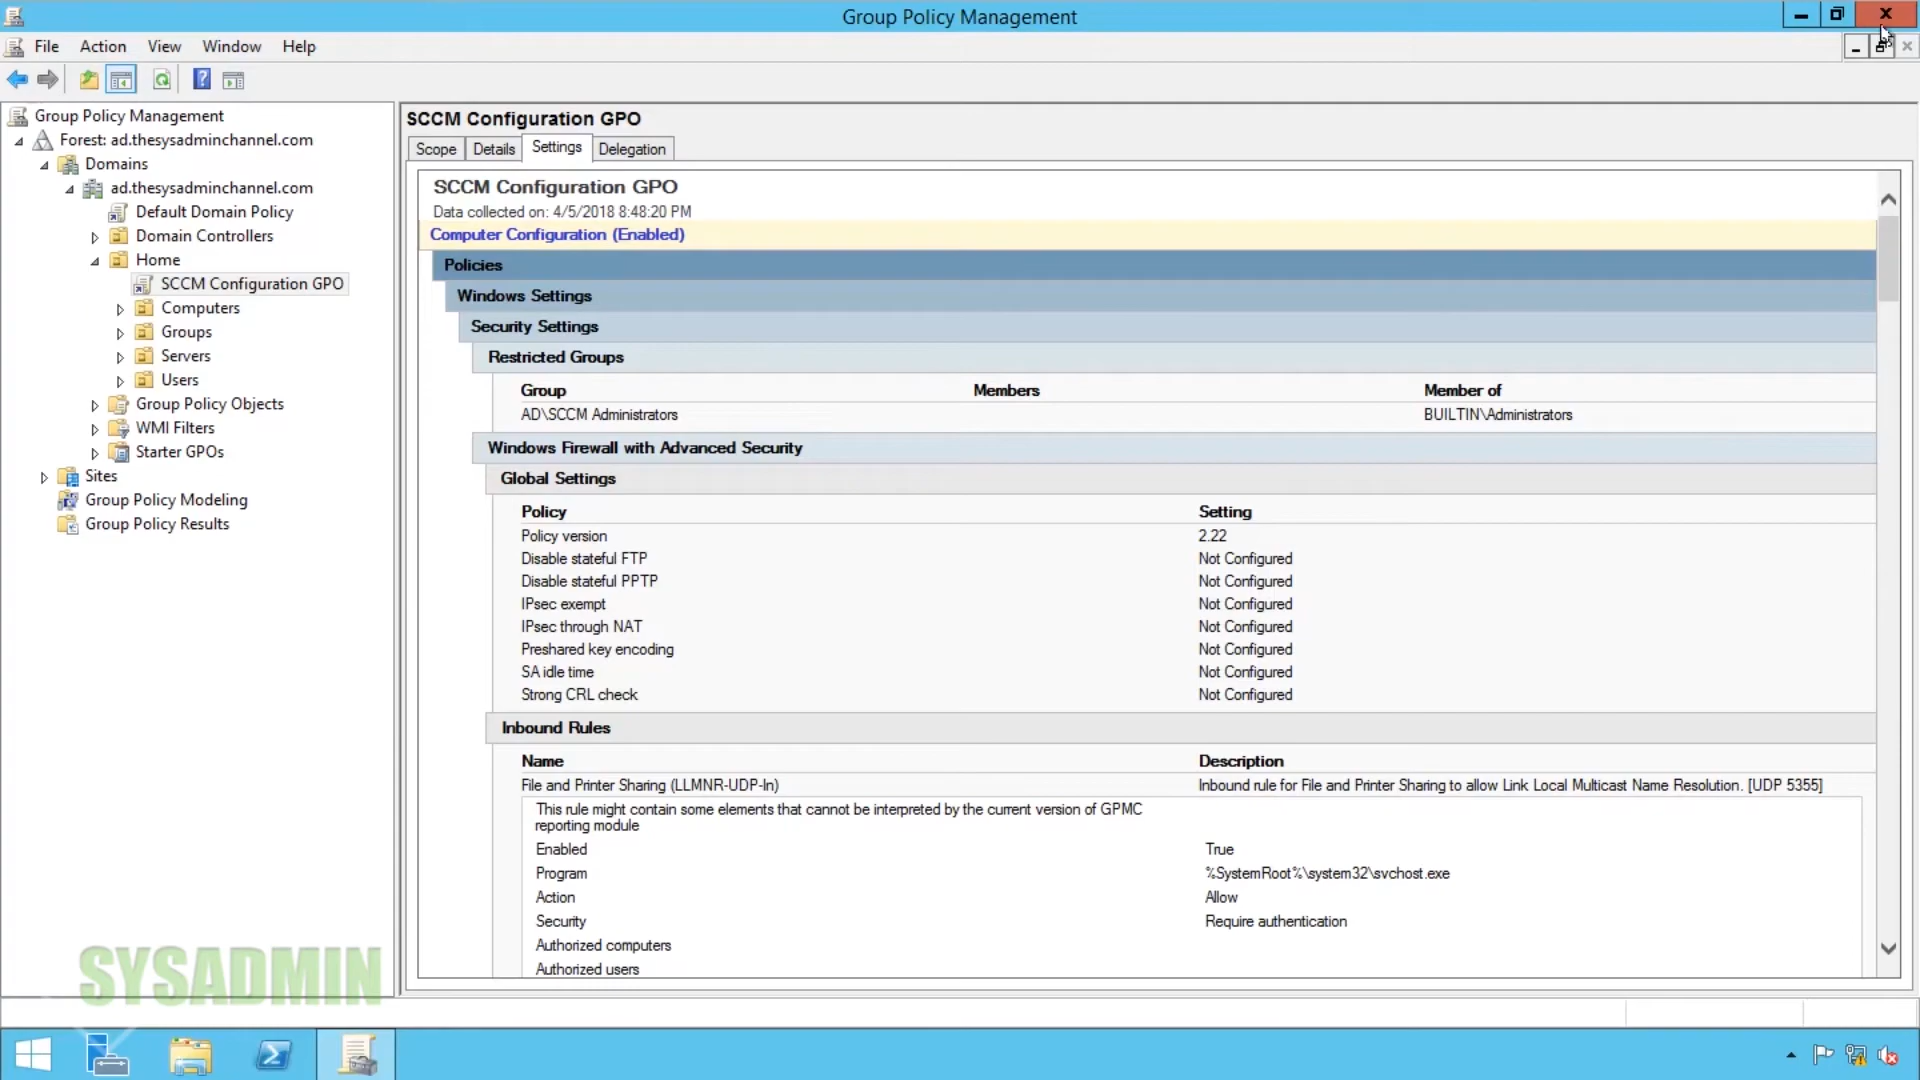 Group Policy Management
File Action View Window Help
Group Policy Management
Forest: ad.thesysadminchannel.com
Domains
ad.thesysadminchannel.com
Default Domain Policy
Domain Controllers
Home
SCCM Configuration GPO
Computers
Groups
Servers
Users
Group Policy Objects
WMI Filters
Starter GPOs
Sites
Group Policy Modeling
Group Policy Results
SCCM Configuration GPO
Scope Details Settings Delegation
SCCM Configuration GPO
Data collected on: 4/5/2018 8:48:20 PM
Computer Configuration (Enabled)
Policies
Windows Settings
Security Settings
Restricted Groups
Group Members Member of
AD\SCCM Administrators BUILTIN\Administrators
Windows Firewall with Advanced Security
Global Settings
Policy Setting
Policy version 2.22
Disable stateful FTP Not Configured
Disable stateful PPTP Not Configured
IPsec exempt Not Configured
IPsec through NAT Not Configured
Preshared key encoding Not Configured
SA idle time Not Configured
Strong CRL check Not Configured
Inbound Rules
Name Description
File and Printer Sharing (LLMNR-UDP-In) Inbound rule for File and Printer Sharing to allow Link Local Multicast Name Resolution. [UDP 5355]
This rule might contain some elements that cannot be interpreted by the current version of GPMC
reporting module
Enabled True
Program %SystemRoot%\system32\svchost.exe
Action Allow
Security Require authentication
Authorized computers
Authorized users
SYSADMIN